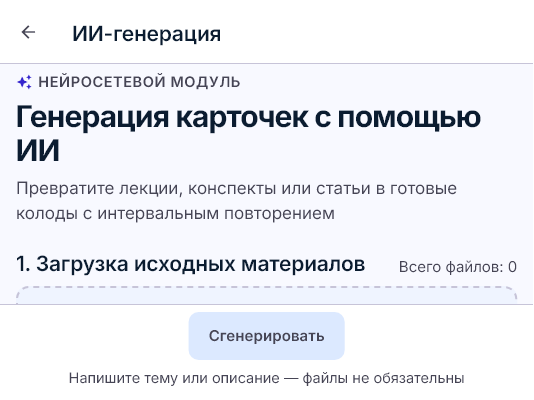 ИИ-генерация
НЕЙРОСЕТЕВОЙ МОДУЛЬ
Генерация карточек с помощью
ИИ
Превратите лекции, конспекты или статьи в готовые
колоды с интервальным повторением
1. Загрузка исходных материалов
Всего файлов: 0
Сгенерировать
Напишите тему или описание — файлы не обязательны